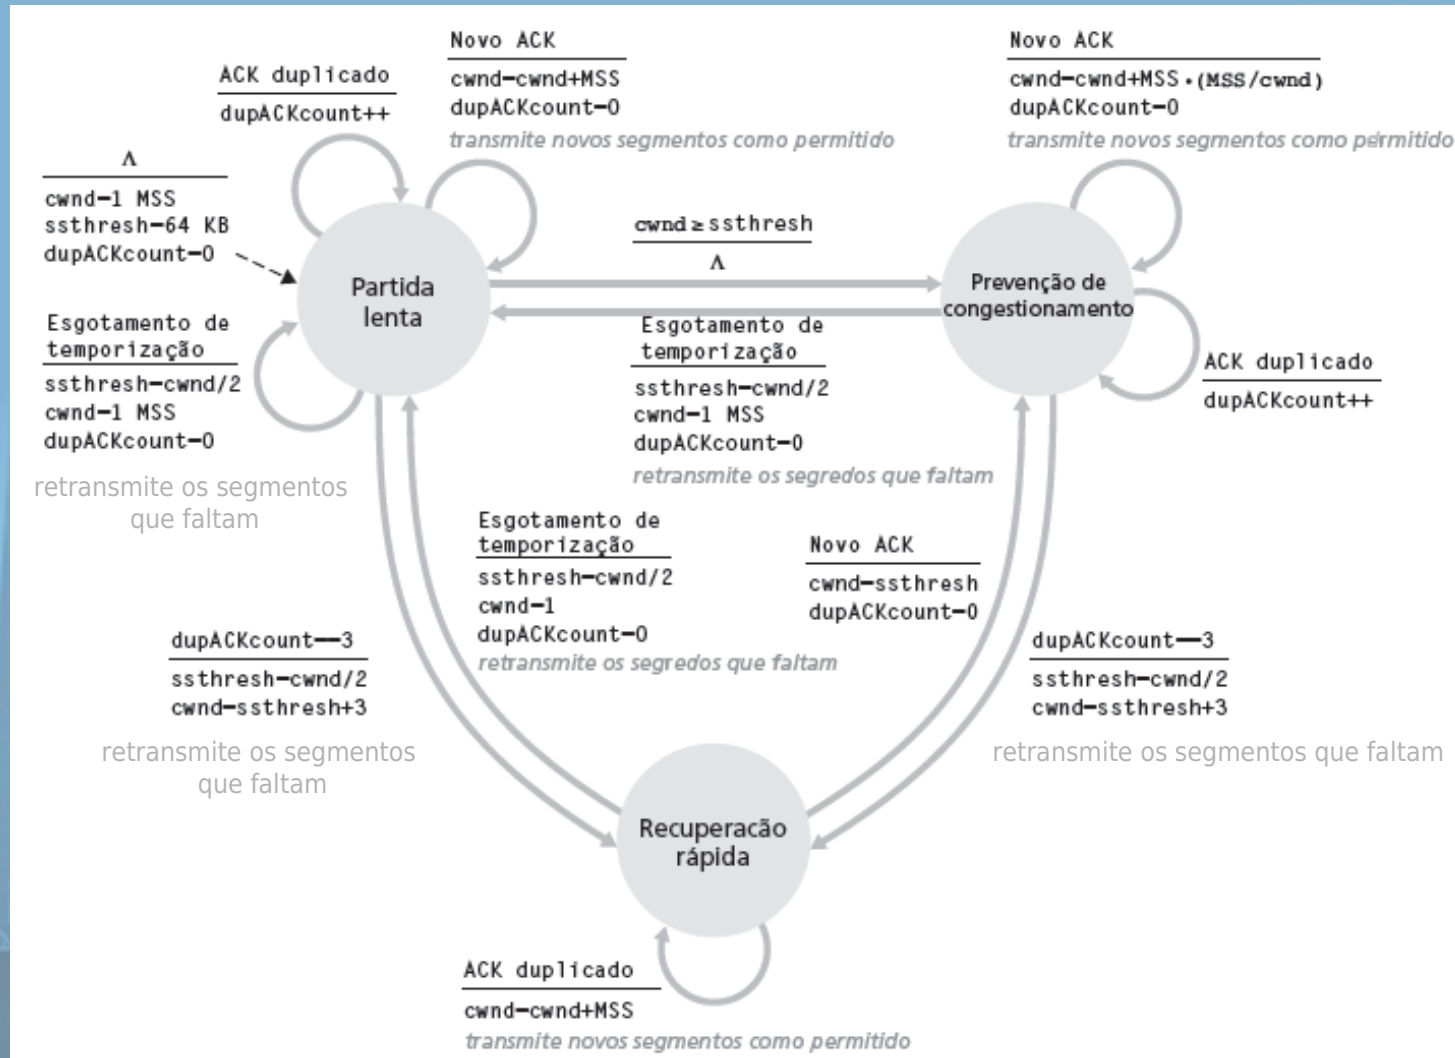 Novo ACK
cwnd=cwnd+MSS
dupACKcount=0
transmite novos segmentos como permitido
Novo ACK
cwnd=cwnd+MSS·(MSS/cwnd)
dupACKcount=0
transmite novos segmentos como permitido
ACK duplicado
dupACKcount++
Λ
cwnd=1 MSS
ssthresh=64 KB
dupACKcount=0
cwnd≥ssthresh
Λ
Partida
lenta
Prevenção de
congestionamento
Esgotamento de
temporização
ssthresh=cwnd/2
cwnd=1 MSS
dupACKcount=0
retransmite os segmentos
que faltam
Esgotamento de
temporização
ssthresh=cwnd/2
cwnd=1 MSS
dupACKcount=0
retransmite os segredos que faltam
ACK duplicado
dupACKcount++
Esgotamento de
temporização
ssthresh=cwnd/2
cwnd=1
dupACKcount=0
retransmite os segredos que faltam
Novo ACK
cwnd=ssthresh
dupACKcount=0
dupACKcount==3
ssthresh=cwnd/2
cwnd=ssthresh+3
retransmite os segmentos
que faltam
dupACKcount==3
ssthresh=cwnd/2
cwnd=ssthresh+3
retransmite os segmentos que faltam
Recuperacão
rápida
ACK duplicado
cwnd=cwnd+MSS
transmite novos segmentos como permitido